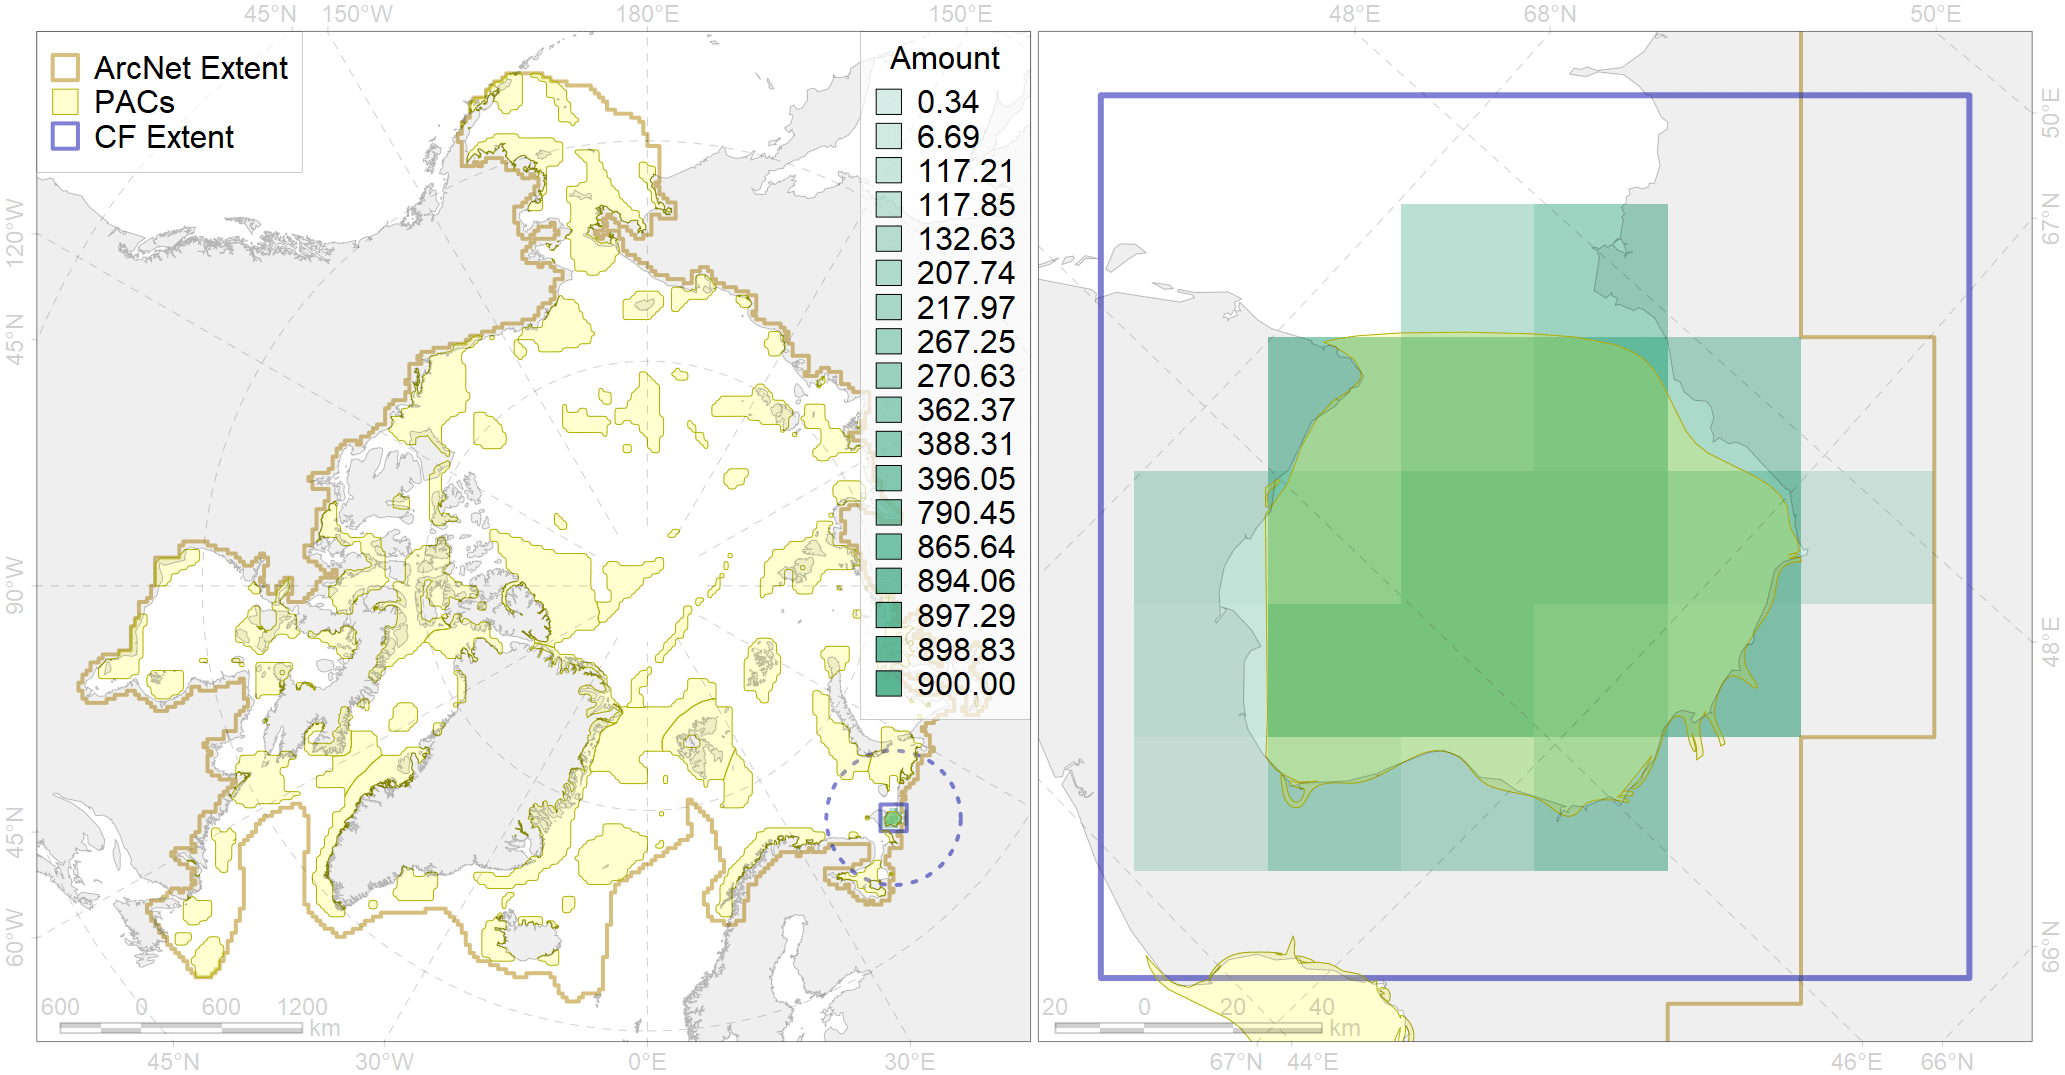 45°N 150°W 180°E 150°E 48°E 68°N 50°E
ArcNet Extent
PACs
CF Extent
Amount
0.34
6.69
117.21
117.85
132.63
207.74
217.97
267.25
270.63
362.37
388.31
396.05
790.45
865.64
894.06
897.29
898.83
900.00
120°W
45°N
90°W
45°N
60°W
50°E
67°N
48°E
66°N
600 0 600 1200
km
20 0 20 40
km
45°N 30°W 0°E 30°E 67°N 44°E 46°E 66°N